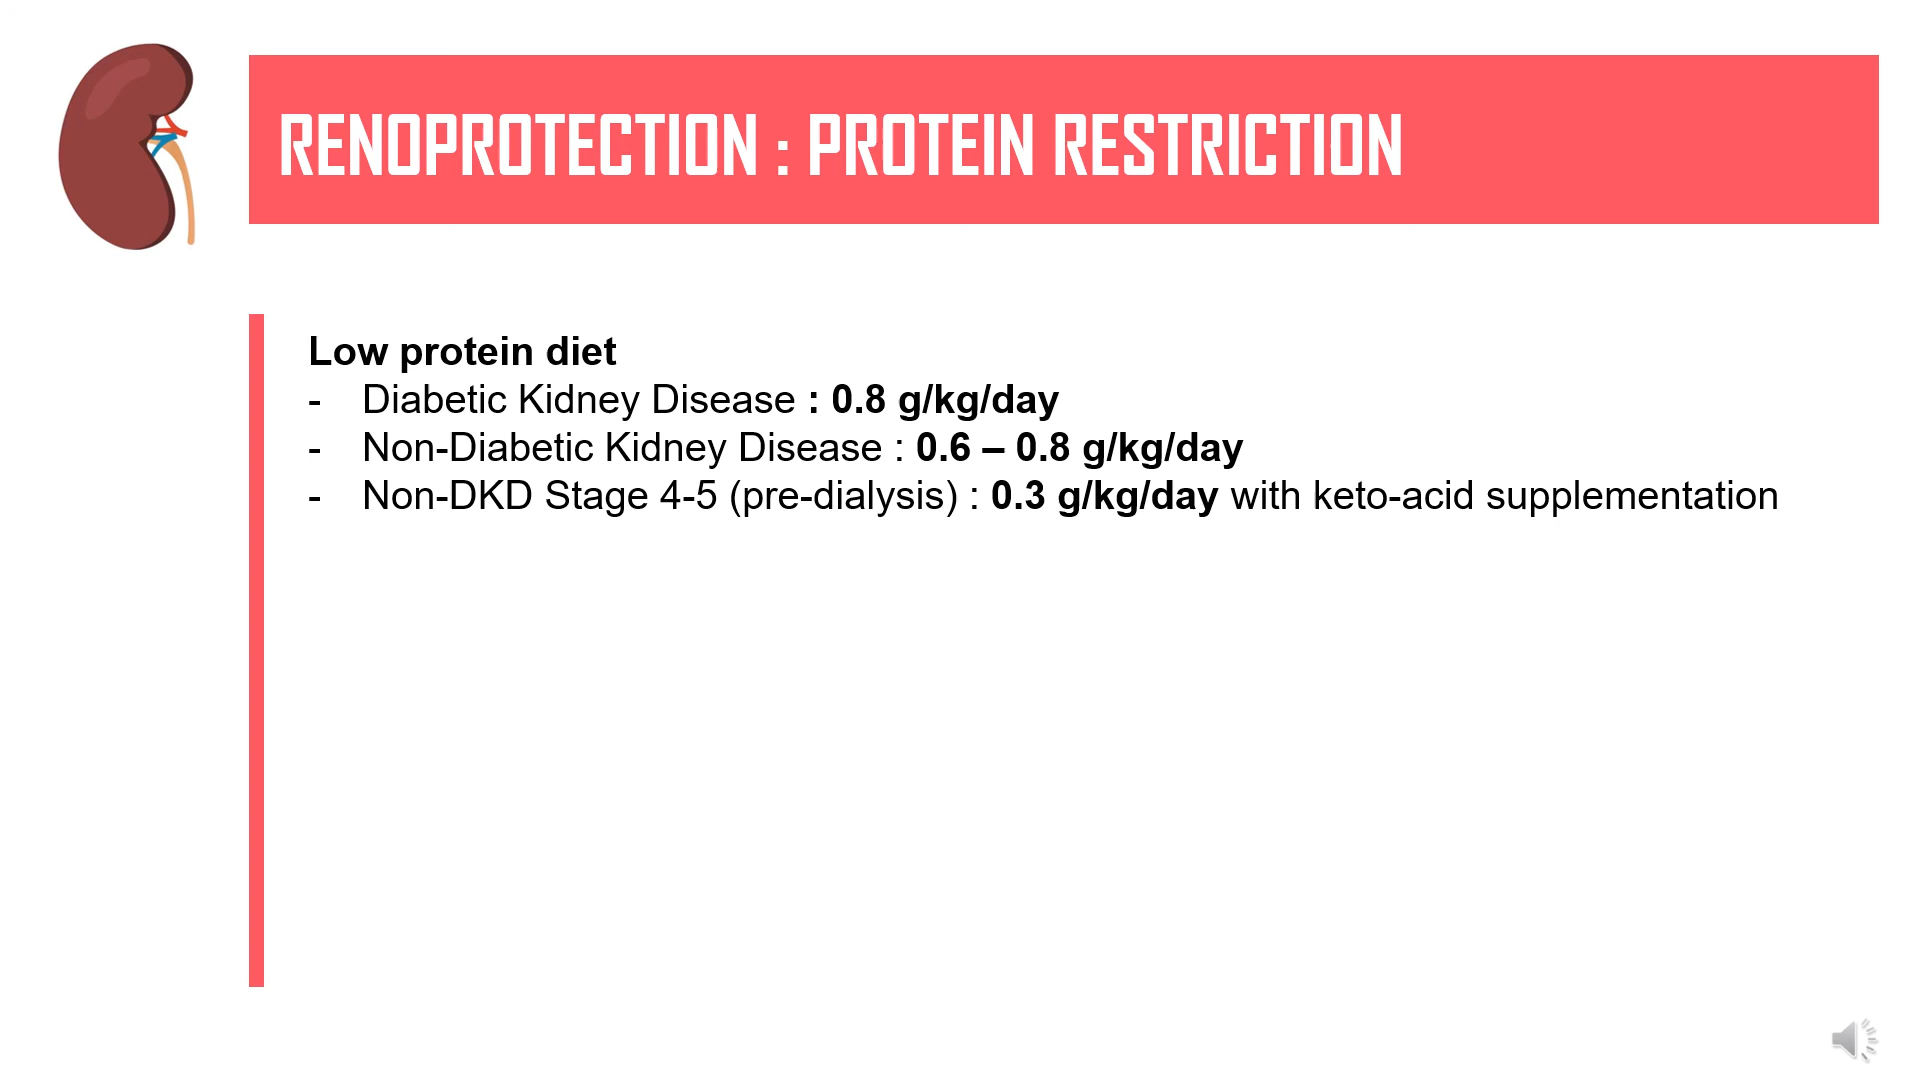 RENOPROTECTION : PROTEIN RESTRICTION
Low protein diet
- Diabetic Kidney Disease : 0.8 g/kg/day
- Non-Diabetic Kidney Disease : 0.6 – 0.8 g/kg/day
- Non-DKD Stage 4-5 (pre-dialysis) : 0.3 g/kg/day with keto-acid supplementation